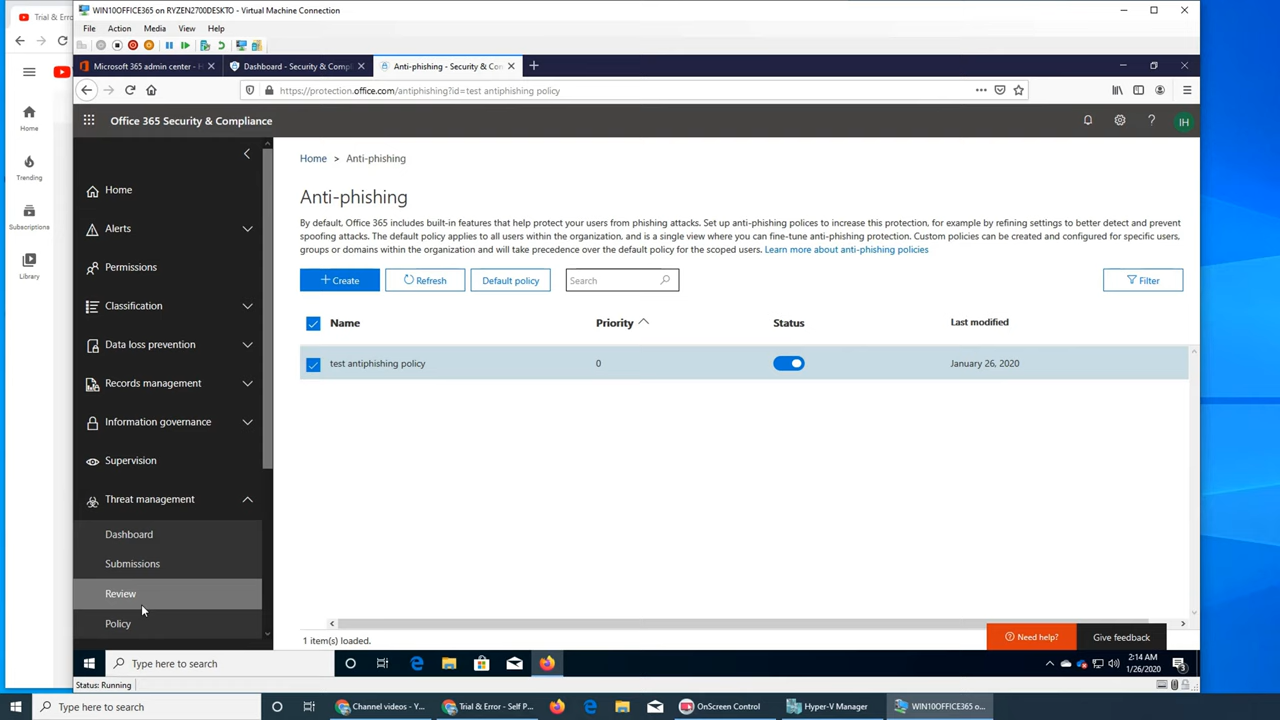 Trial & Erro
WIN10OFFICE365 on RYZEN2700DESKTO - Virtual Machine Connection
File Action Media View Help
Microsoft 365 admin center -
Dashboard - Security & Compl
Anti-phishing - Security & Con
https://protection.office.com/antiphishing?id=test antiphishing policy
Office 365 Security & Compliance
IH
Home
Trending
Subscriptions
Library
Home
Alerts
Permissions
Classification
Data loss prevention
Records management
Information governance
Supervision
Threat management
Dashboard
Submissions
Review
Policy
Home > Anti-phishing
Anti-phishing
By default, Office 365 includes built-in features that help protect your users from phishing attacks. Set up anti-phishing polices to increase this protection, for example by refining settings to better detect and prevent
spoofing attacks. The default policy applies to all users within the organization, and is a single view where you can fine-tune anti-phishing protection. Custom policies can be created and configured for specific users,
groups or domains within the organization and will take precedence over the default policy for the scoped users. Learn more about anti-phishing policies
Create Refresh Default policy Search Filter
Name Priority Status Last modified
test antiphishing policy 0 January 26, 2020
1 item(s) loaded.
Need help? Give feedback
Type here to search
2:14 AM
1/26/2020
3
Status: Running
Type here to search
Channel videos - Y...
Trial & Error - Self P...
OnScreen Control
Hyper-V Manager
WIN10OFFICE365 o...